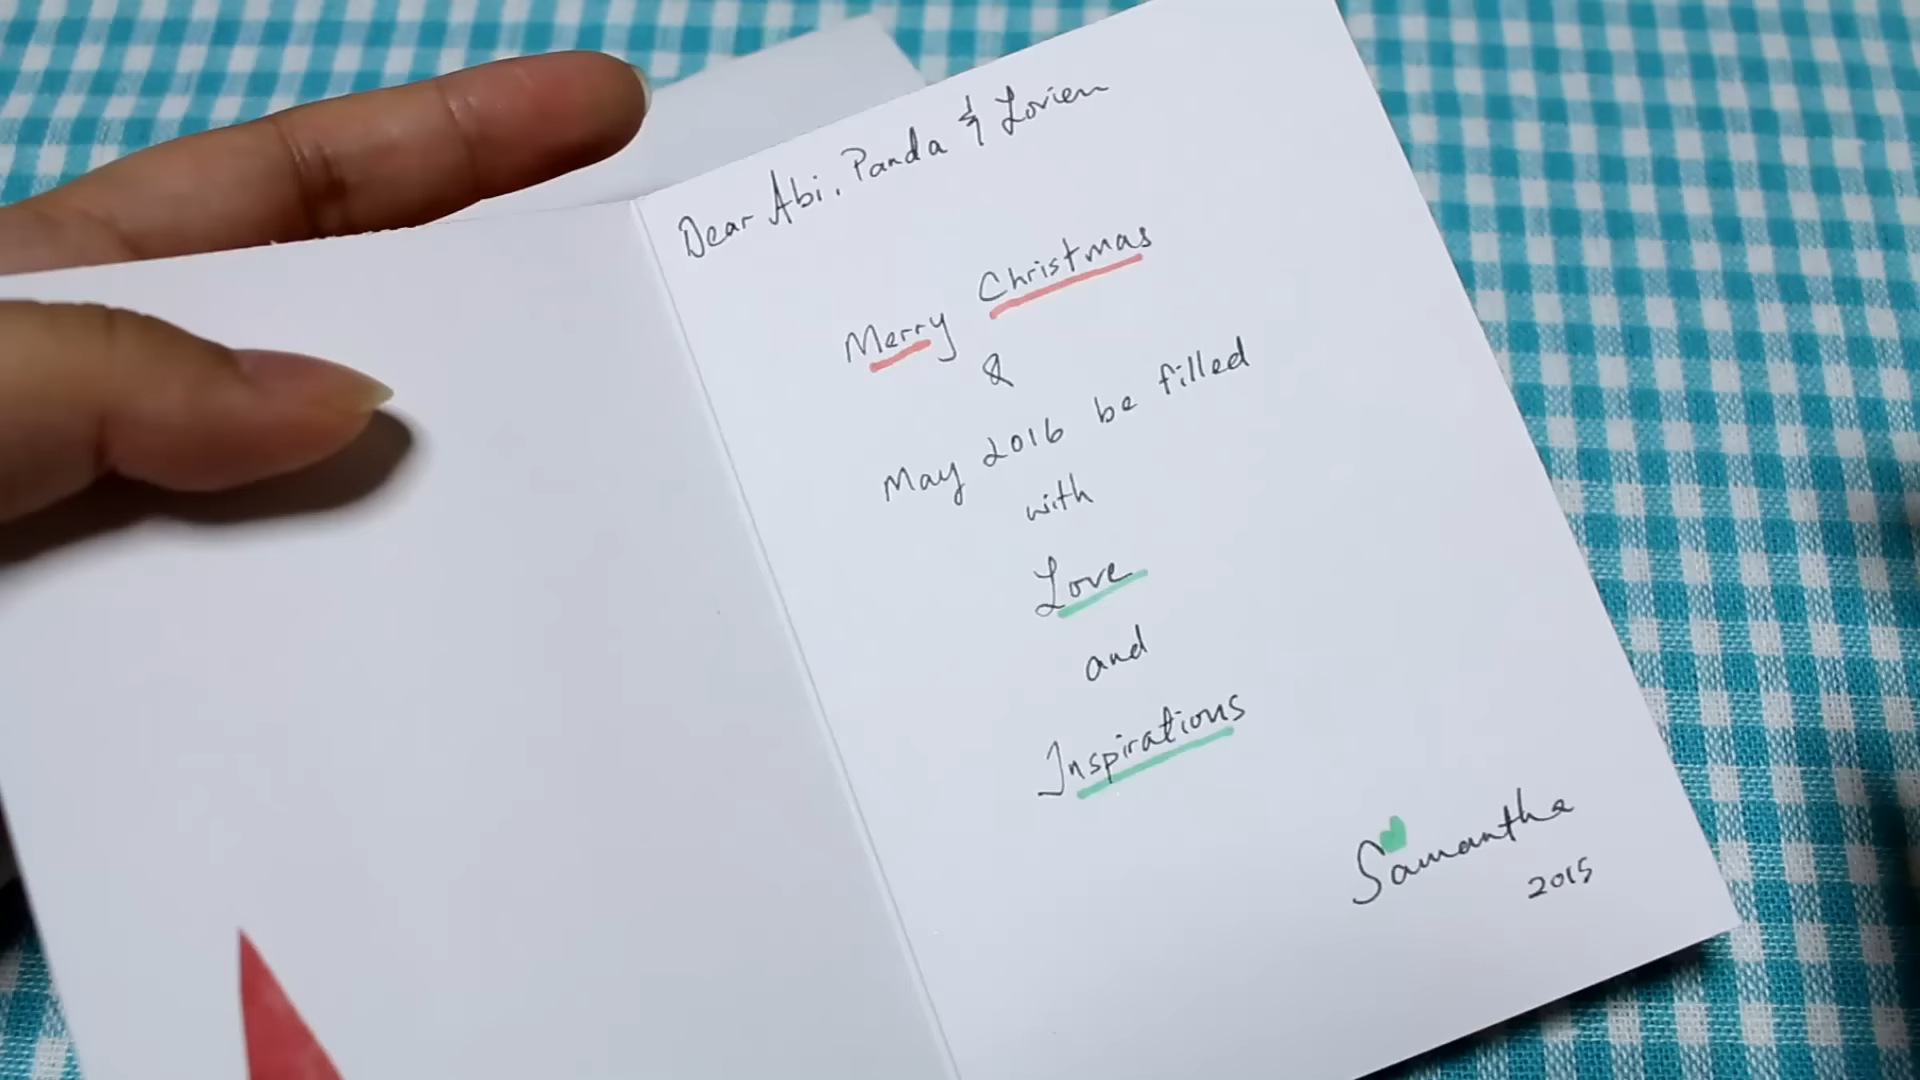 Dear Abi, Panda & Lorien
Merry Christmas
&
May 2016 be filled
with
Love
and
Inspirations
Samantha
2015